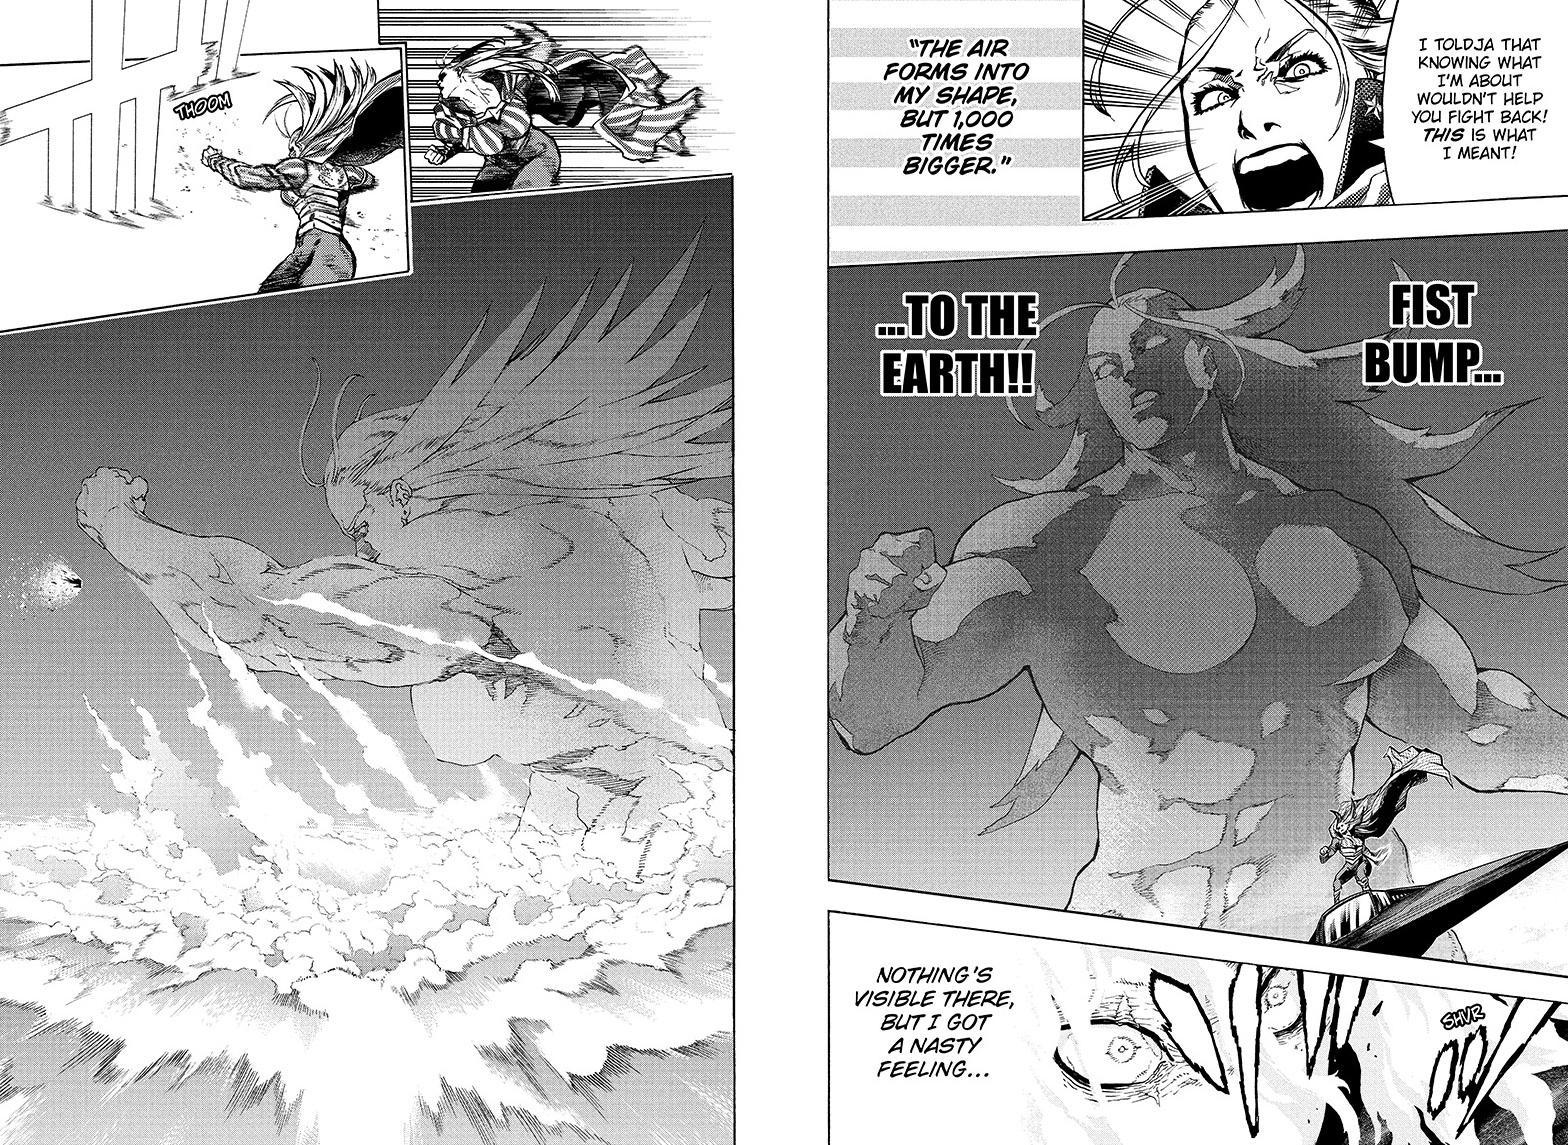 I TOLDJA THAT
KNOWING WHAT
I'M ABOUT
WOULDN'T HELP
YOU FIGHT BACK!
THIS IS WHAT
I MEANT!
"THE AIR
FORMS INTO
MY SHAPE,
BUT 1,000
TIMES
BIGGER."
FIST
BUMP...
...TO THE
EARTH!!
SHVR
NOTHING'S
VISIBLE THERE,
BUT I GOT
A NASTY
FEELING...
THOOM